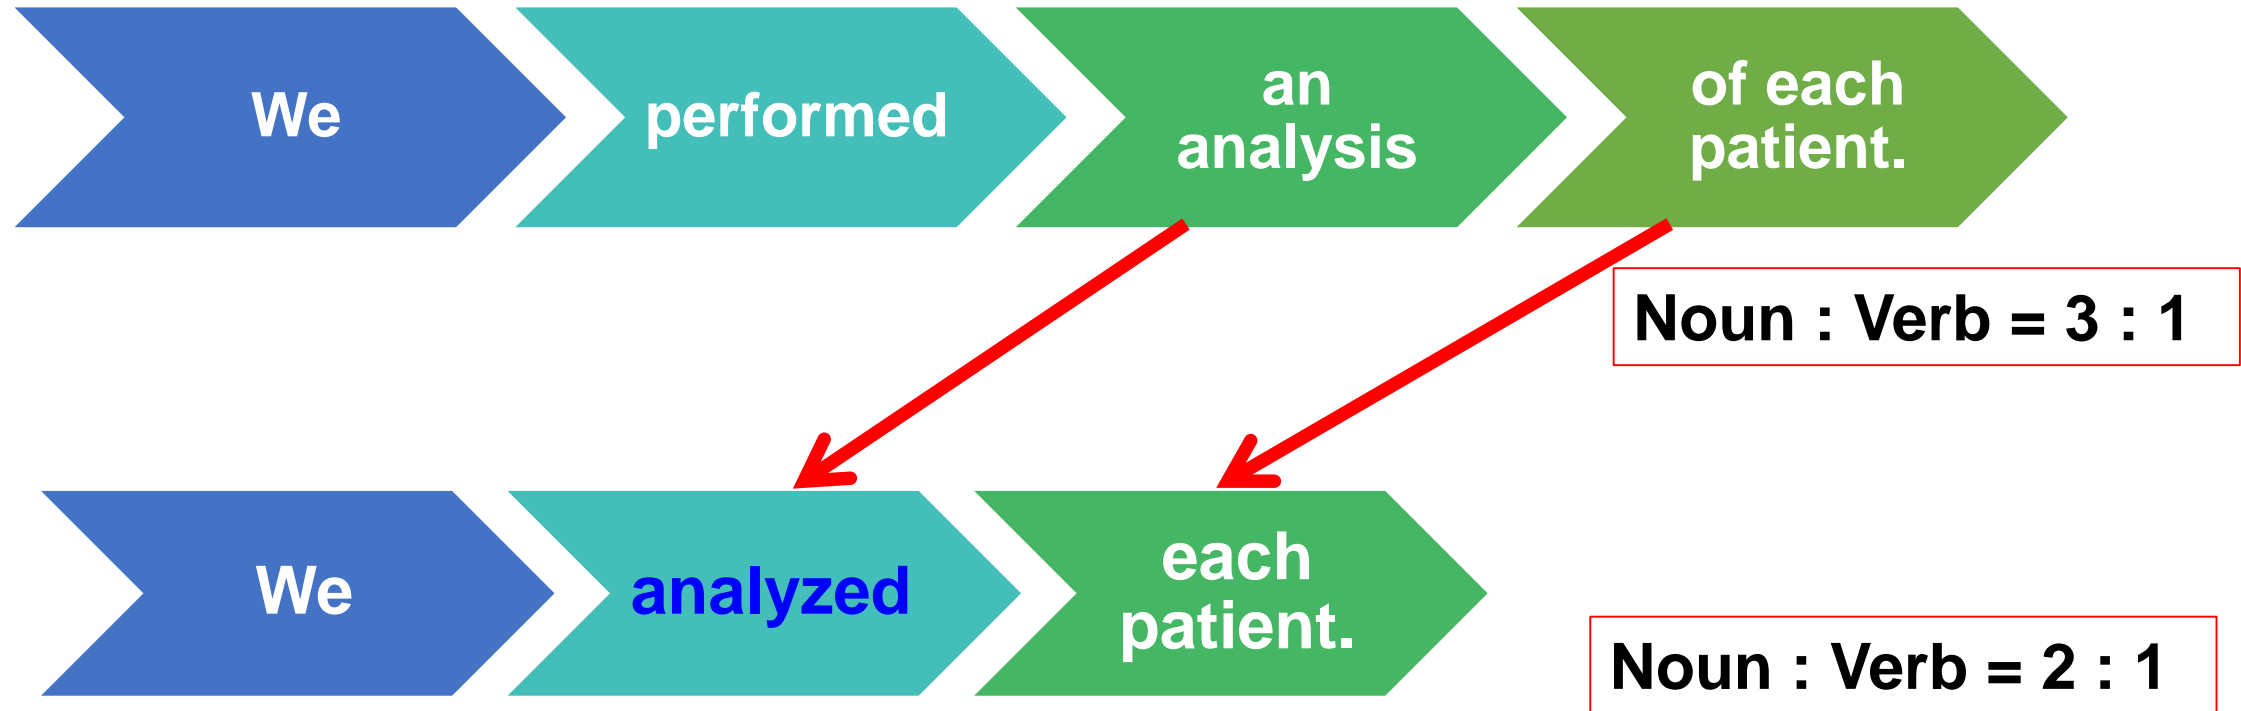 We
performed
an
analysis
of each
patient.
Noun : Verb = 3 : 1
We
analyzed
each
patient.
Noun : Verb = 2 : 1